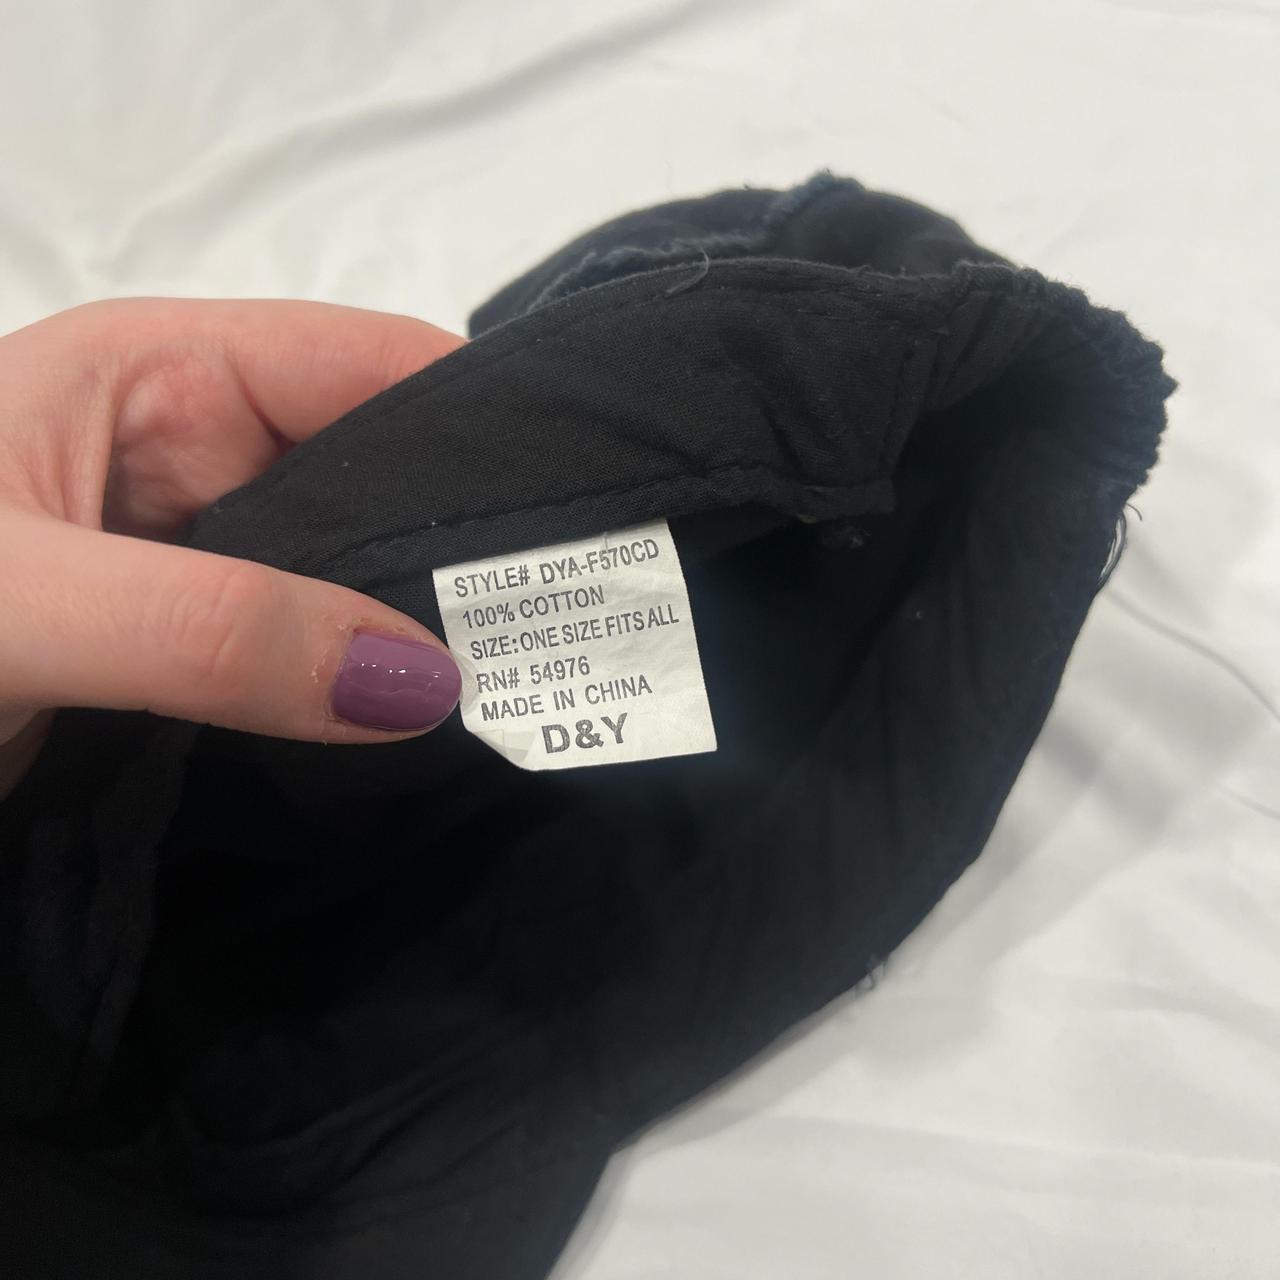 STYLE# DYA-F570CD
100% COTTON
SIZE: ONE SIZE FITS ALL
RN# 54976
MADE IN CHINA
D&Y